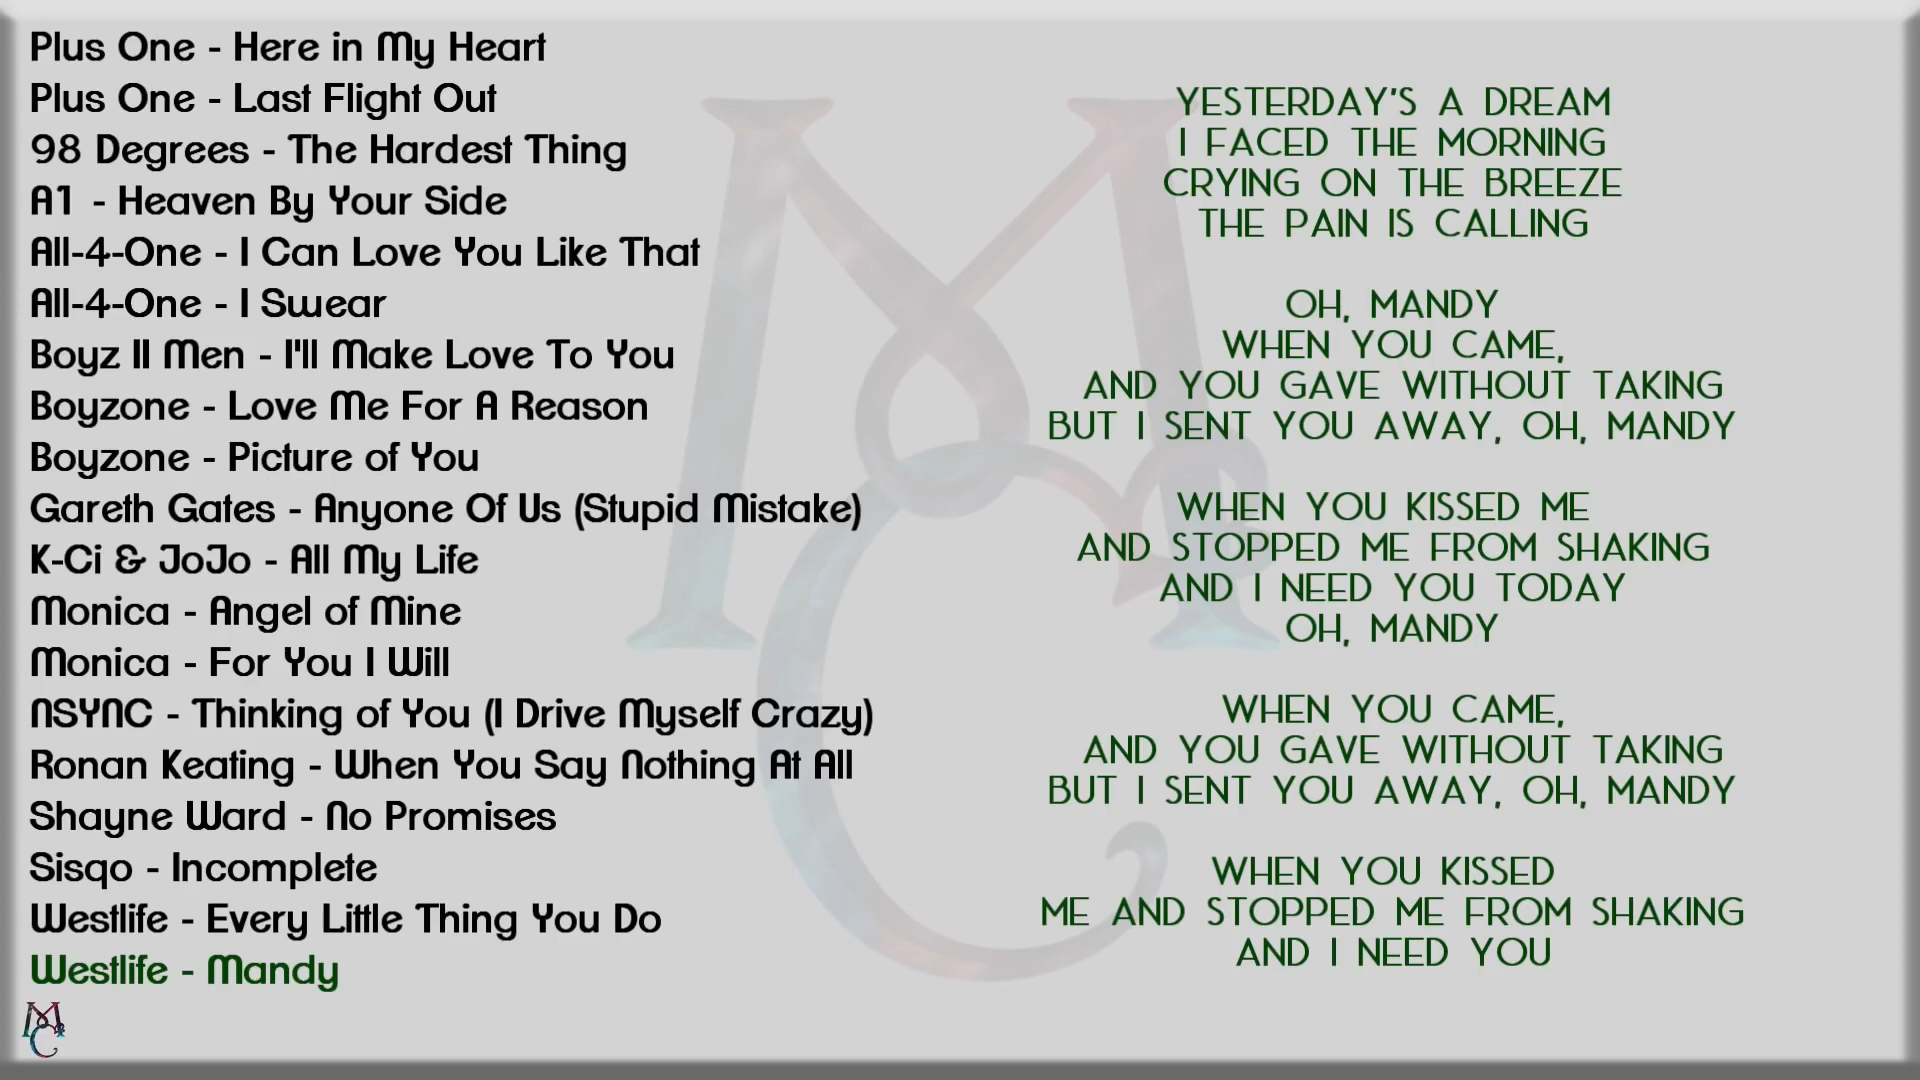 Plus One - Here in My Heart
Plus One - Last Flight Out
98 Degrees - The Hardest Thing
A1 - Heaven By Your Side
All-4-One - I Can Love You Like That
All-4-One - I Swear
Boyz II Men - I'll Make Love To You
Boyzone - Love Me For A Reason
Boyzone - Picture of You
Gareth Gates - Anyone Of Us (Stupid Mistake)
K-Ci & JoJo - All My Life
Monica - Angel of Mine
Monica - For You I Will
NSYNC - Thinking of You (I Drive Myself Crazy)
Ronan Keating - When You Say Nothing At All
Shayne Ward - No Promises
Sisqo - Incomplete
Westlife - Every Little Thing You Do
Westlife - Mandy
YESTERDAY'S A DREAM
I FACED THE MORNING
CRYING ON THE BREEZE
THE PAIN IS CALLING
OH, MANDY
WHEN YOU CAME,
AND YOU GAVE WITHOUT TAKING
BUT I SENT YOU AWAY, OH, MANDY
WHEN YOU KISSED ME
AND STOPPED ME FROM SHAKING
AND I NEED YOU TODAY
OH, MANDY
WHEN YOU CAME,
AND YOU GAVE WITHOUT TAKING
BUT I SENT YOU AWAY, OH, MANDY
WHEN YOU KISSED
ME AND STOPPED ME FROM SHAKING
AND I NEED YOU